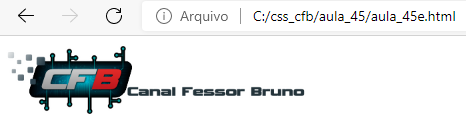 Arquivo C:/css_cfb/aula_45/aula_45e.html
CFB
Canal Fessor Bruno